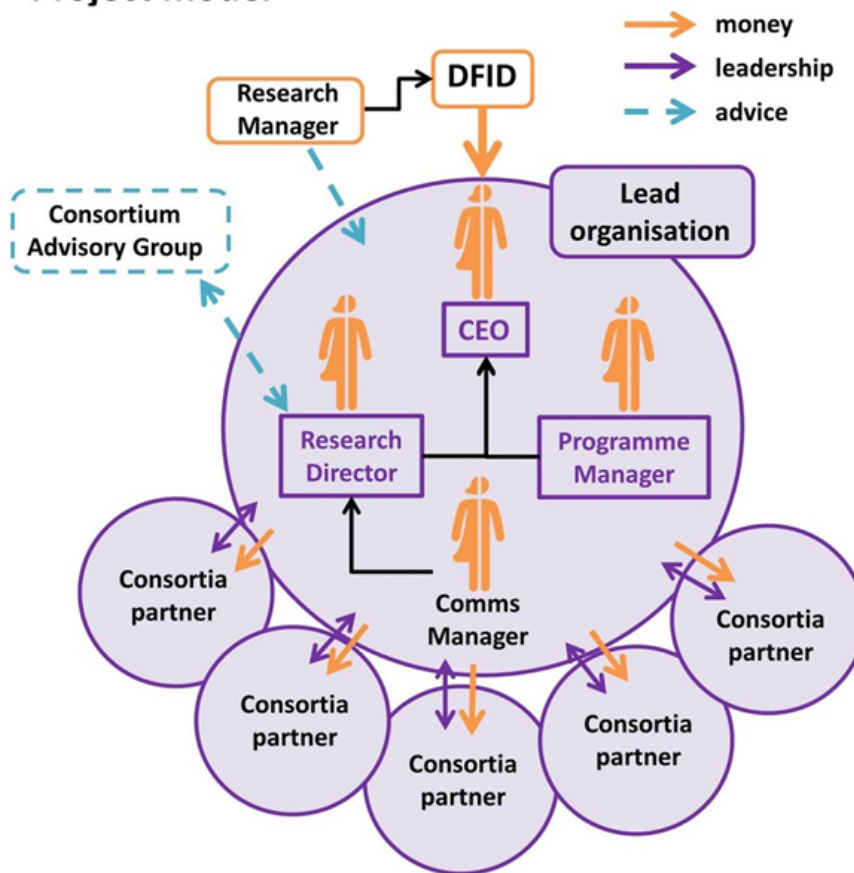 money
leadership
advice
DFID
Research
Manager
Lead
organisation
Consortium
Advisory Group
CEO
Research
Director
Programme
Manager
Comms
Manager
Consortia
partner
Consortia
partner
Consortia
partner
Consortia
partner
Consortia
partner